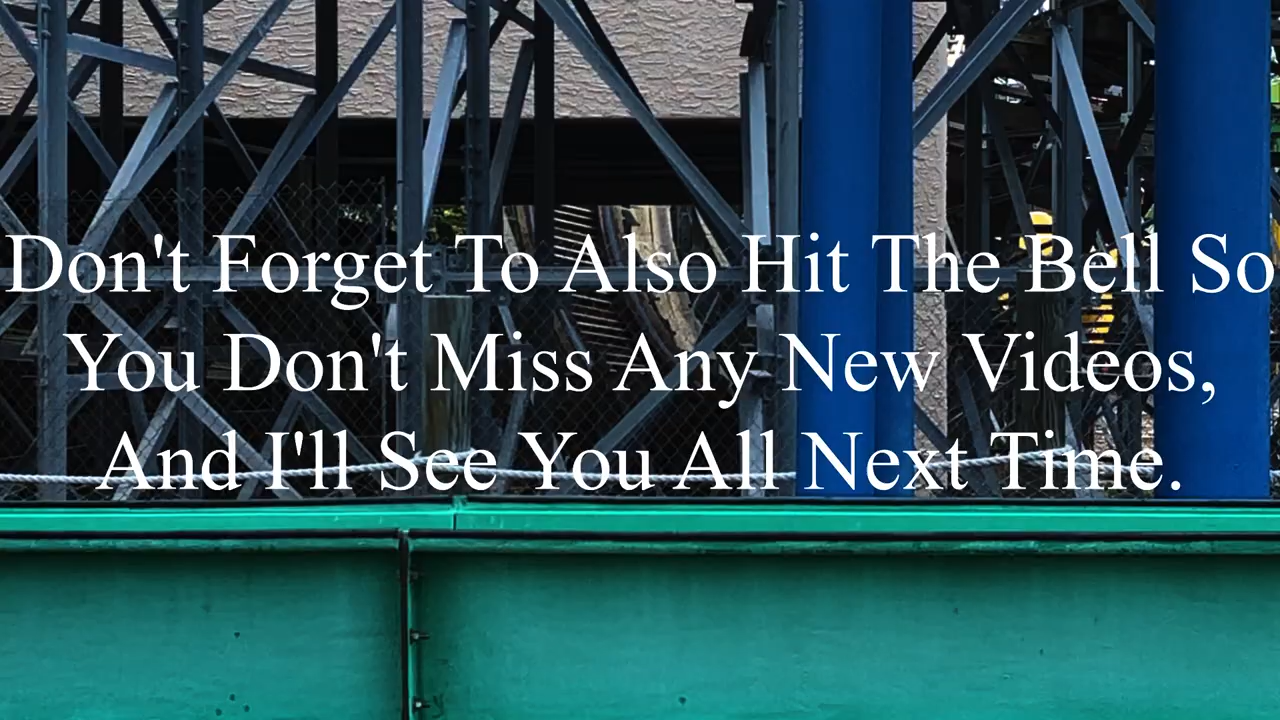 Don't Forget To Also Hit The Bell So
You Don't Miss Any New Videos,
And I'll See You All Next Time.